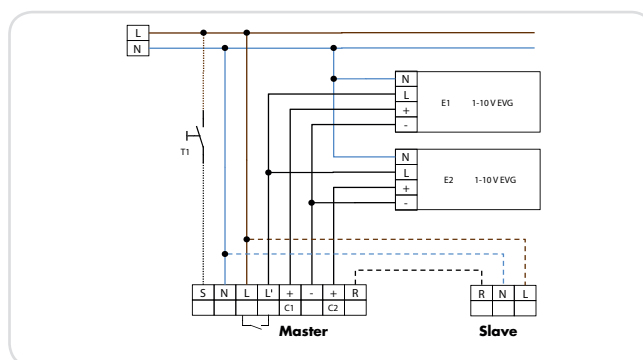 L
N
N
L
E1 1-10 V EVG
+
-
T1
N
L
E2 1-10 V EVG
+
-
S N L L' + - + R
C1 C2
R N L
Master
Slave